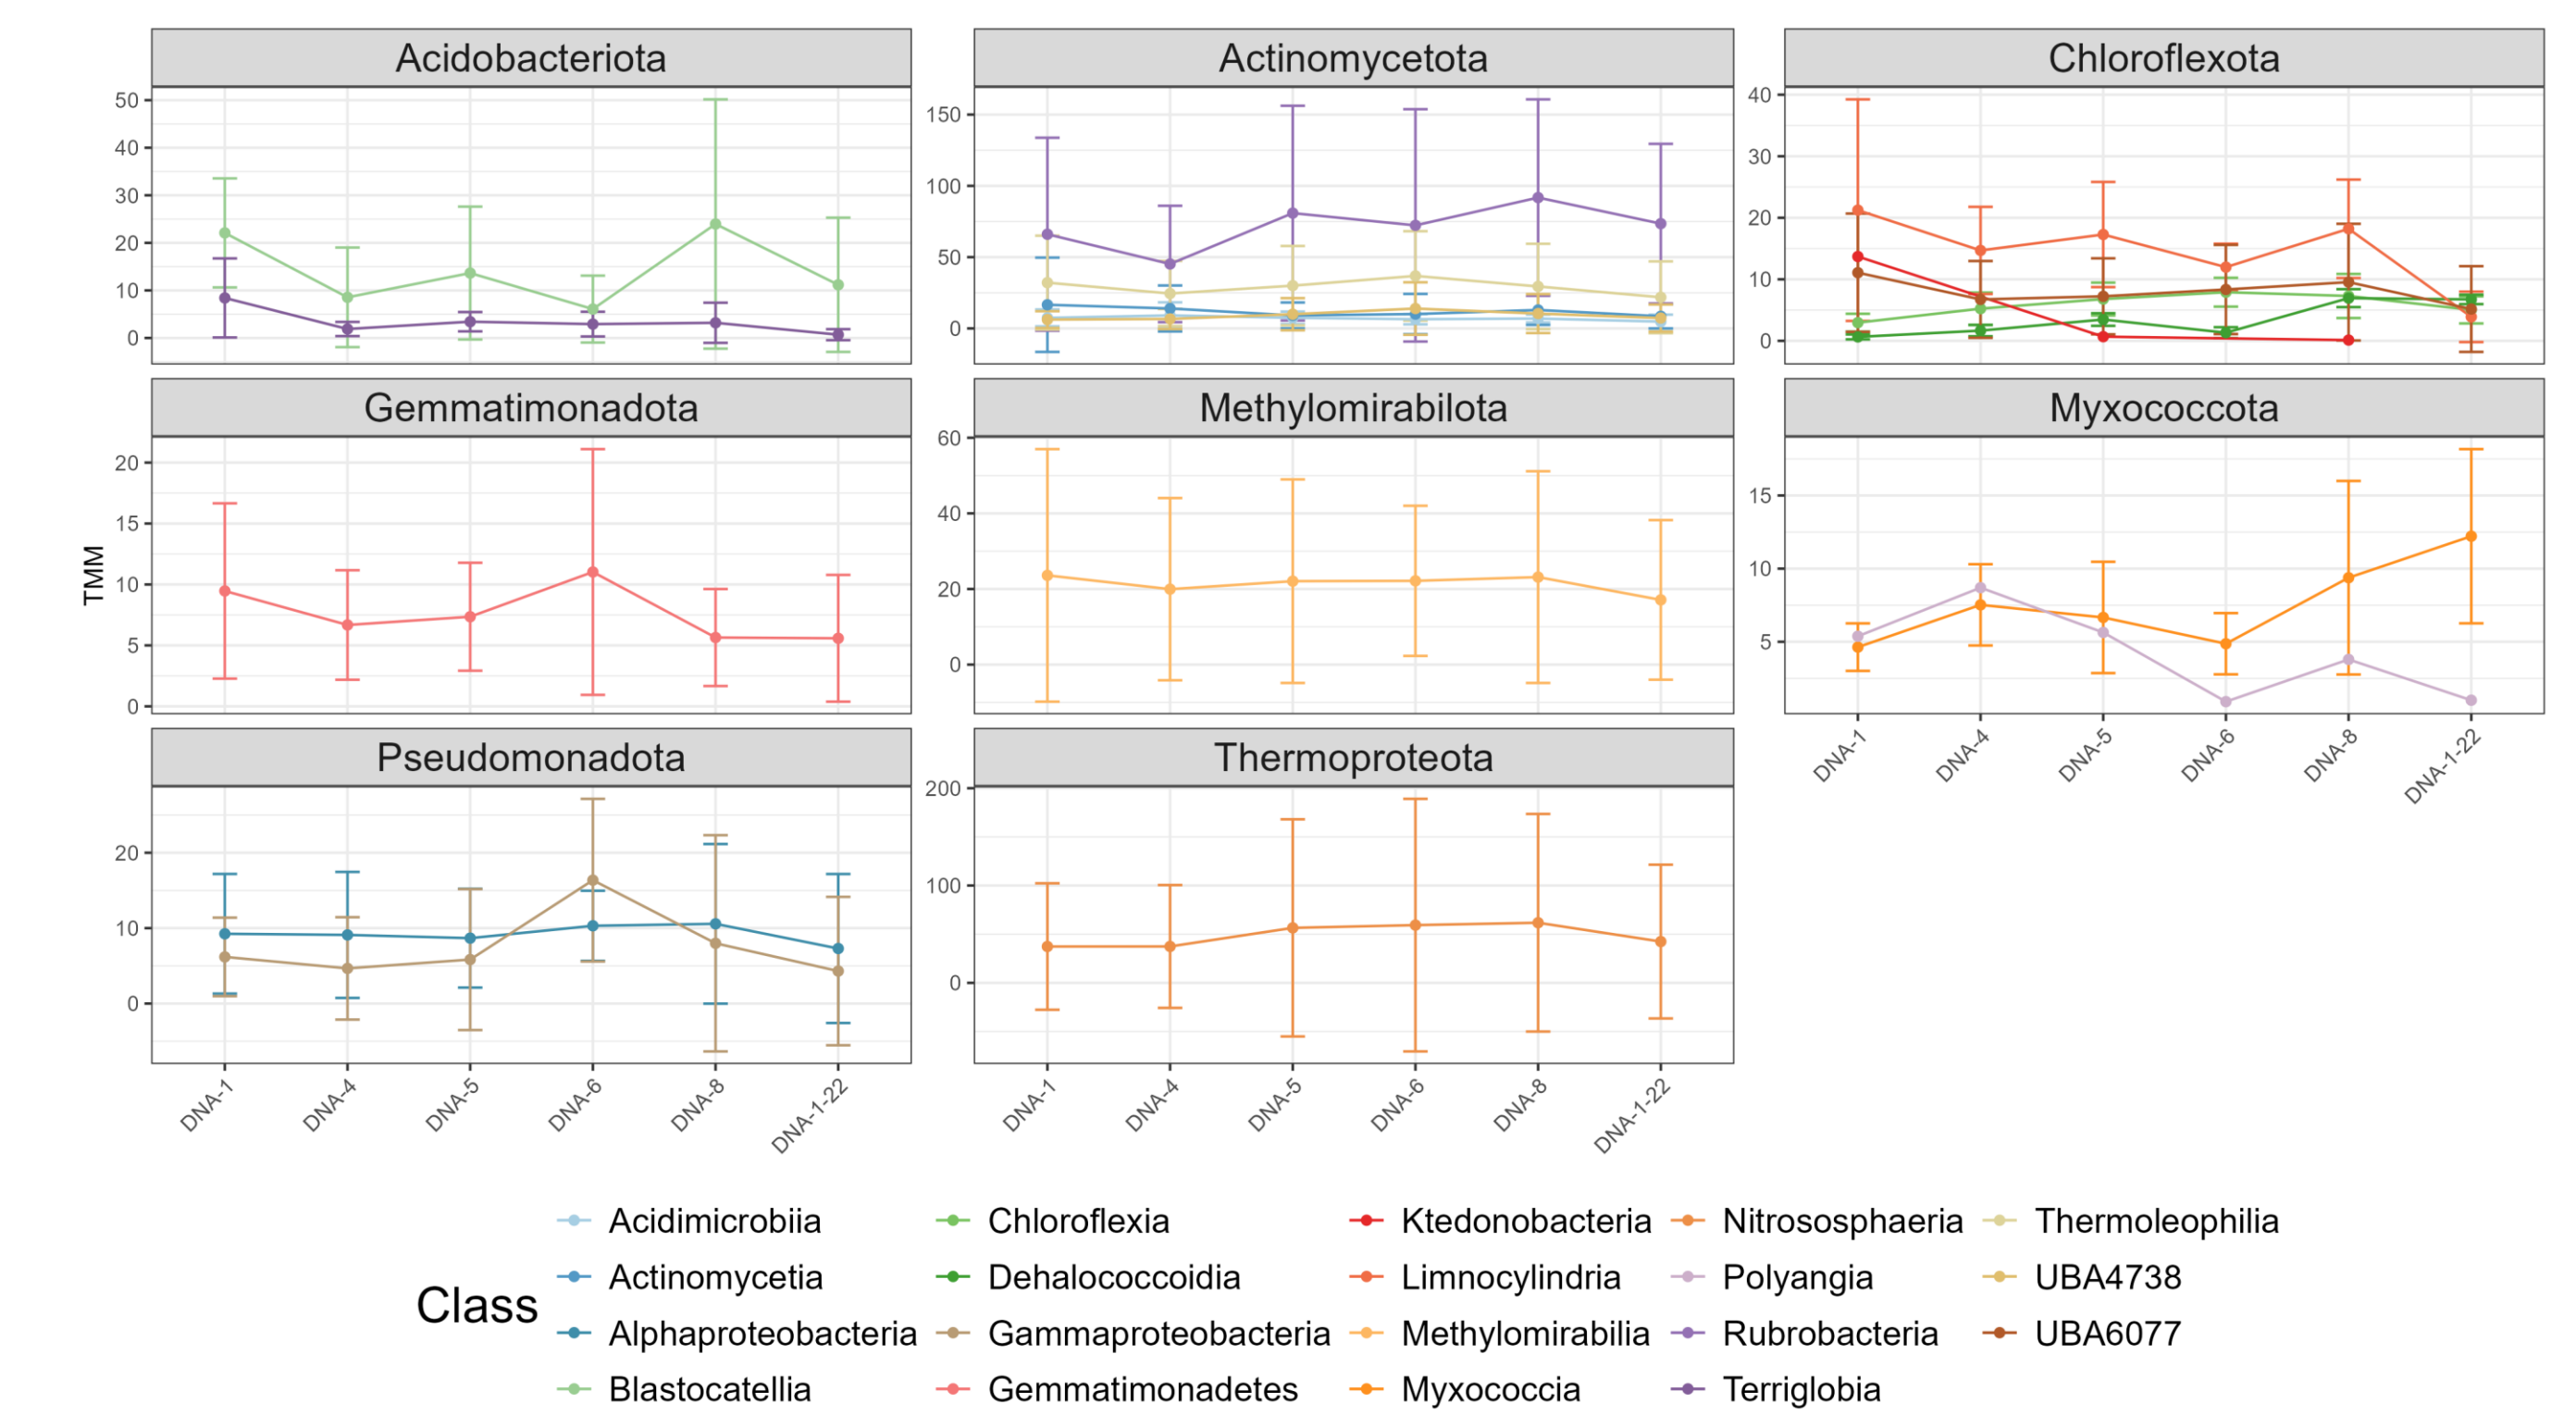 Acidobacteriota
Actinomycetota
Chloroflexota
50
40
30
20
10
0
150
100
50
0
40
30
20
10
0
Gemmatimonadota
Methylomirabilota
Myxococcota
TMM
20
15
10
5
0
60
40
20
0
15
10
5
DNA-1
DNA-4
DNA-5
DNA-6
DNA-8
DNA-1-22
Pseudomonadota
Thermoproteota
20
10
0
200
100
0
DNA-1
DNA-4
DNA-5
DNA-6
DNA-8
DNA-1-22
DNA-1
DNA-4
DNA-5
DNA-6
DNA-8
DNA-1-22
Class
Acidimicrobiia
Actinomycetia
Alphaproteobacteria
Blastocatellia
Chloroflexia
Dehalococcoidia
Gammaproteobacteria
Gemmatimonadetes
Ktedonobacteria
Limnocylindria
Methylomirabilia
Myxococcia
Nitrososphaeria
Polyangia
Rubrobacteria
Terriglobia
Thermoleophilia
UBA4738
UBA6077